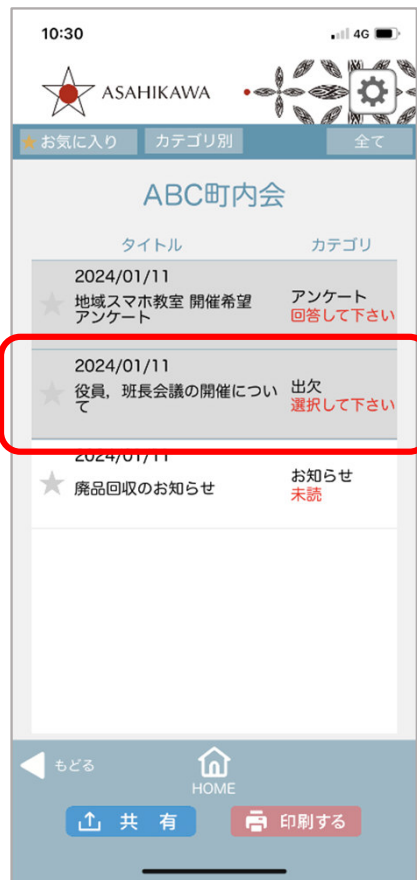 10:30
4G
ASAHIKAWA
お気に入り カテゴリ別 全て
ABC町内会
タイトル カテゴリ
2024/01/11
地域スマホ教室 開催希望
アンケート
アンケート
回答して下さい
2024/01/11
役員，班長会議の開催につい
て
出欠
選択して下さい
2024/01/11
廃品回収のお知らせ
お知らせ
未読
もどる
HOME
共 有 印刷する